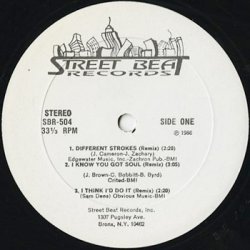 STREET BEAT
RECORDS
STEREO
SBR-504
33⅓ RPM
SIDE ONE
℗ 1986
1. DIFFERENT STROKES (Remix) (2:20)
(J. Cameron-J. Zachery)
Edgewater Music, Inc.-Zachron Pub.-BMI
2. I KNOW YOU GOT SOUL (Remix) (2:05)
(J. Brown-C. Bobbitt-B. Byrd)
Crited-BMI
3. I THINK I'D DO IT (Remix) (2:28)
(Sam Dees) Obvious Music-BMI
Street Beat Records, Inc.
1937 Pugsley Ave.
Bronx, N.Y. 10462